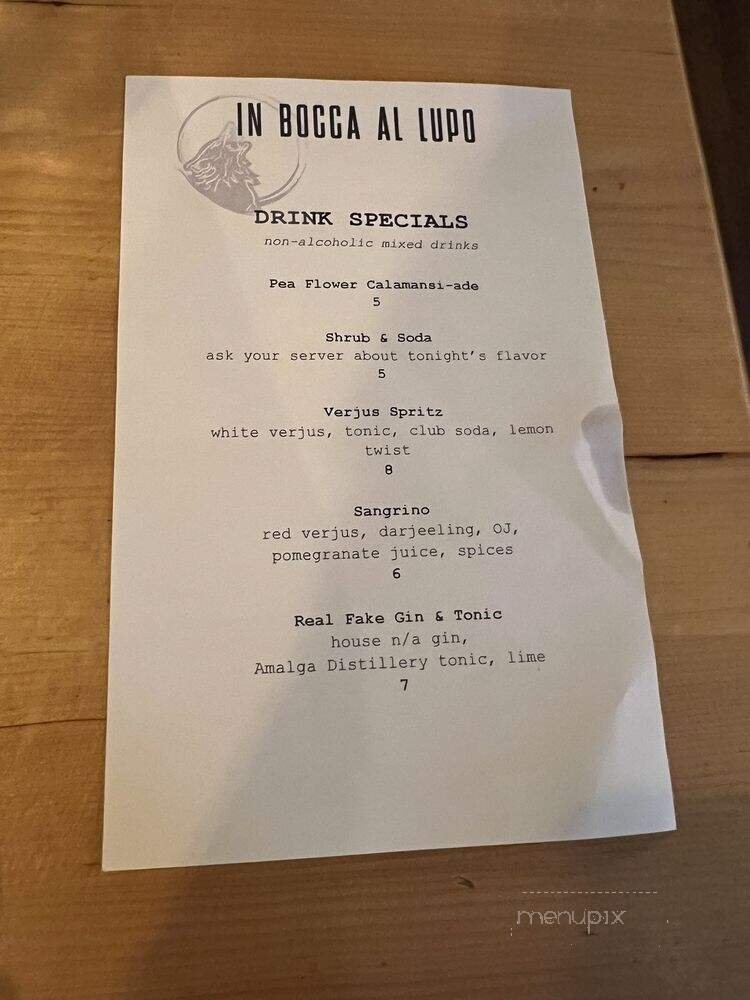 IN BOCCA AL LUPO
DRINK SPECIALS
non-alcoholic mixed drinks
Pea Flower Calamansi-ade
5
Shrub & Soda
ask your server about tonight's flavor
5
Verjus Spritz
white verjus, tonic, club soda, lemon
twist
8
Sangrino
red verjus, darjeeling, OJ,
pomegranate juice, spices
6
Real Fake Gin & Tonic
house n/a gin,
Amalga Distillery tonic, lime
7
menupix